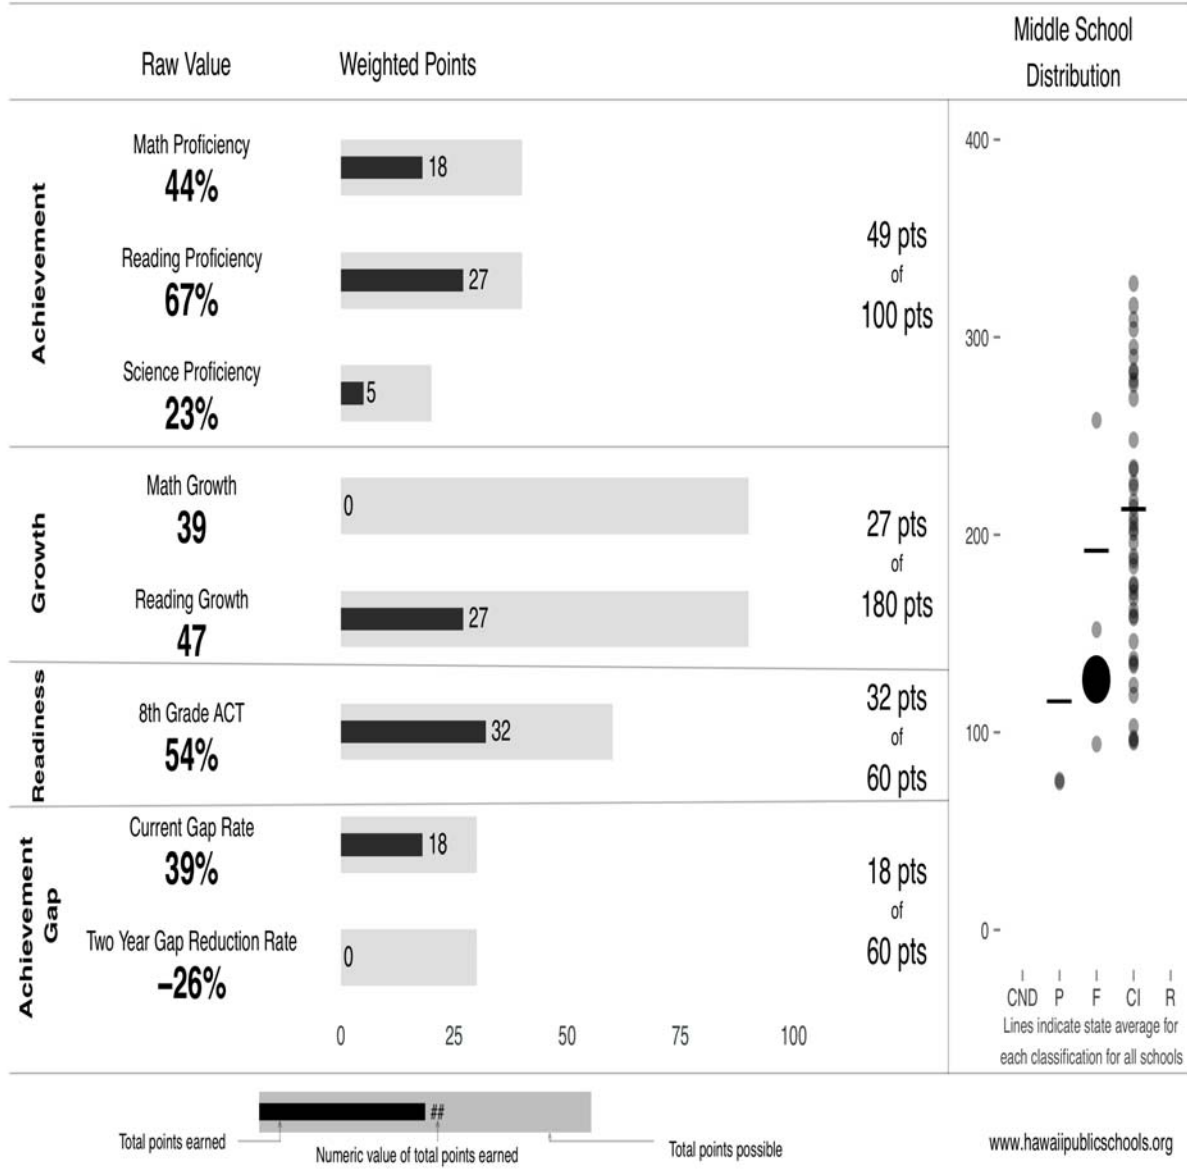 Raw Value
Weighted Points
Middle School
Distribution
Achievement
Math Proficiency
44%
18
Reading Proficiency
67%
27
Science Proficiency
23%
5
49 pts
of
100 pts
Growth
Math Growth
39
0
Reading Growth
47
27
27 pts
of
180 pts
Readiness
8th Grade ACT
54%
32
32 pts
of
60 pts
Achievement
Gap
Current Gap Rate
39%
18
Two Year Gap Reduction Rate
−26%
0
18 pts
of
60 pts
0 25 50 75 100
400
300
200
100
0
CND P F CI R
Lines indicate state average for
each classification for all schools
##
Total points earned
Numeric value of total points earned
Total points possible
www.hawaiipublicschools.org